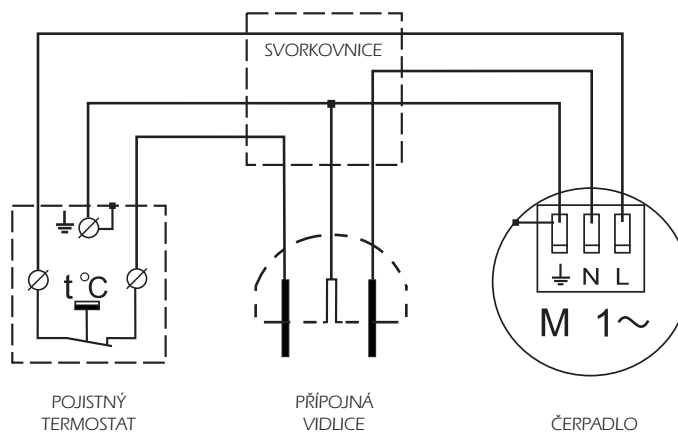 SVORKOVNICE
t °C
N L
M 1~
POJISTNÝ
TERMOSTAT
PŘÍPOJNÁ
VIDLICE
ČERPADLO